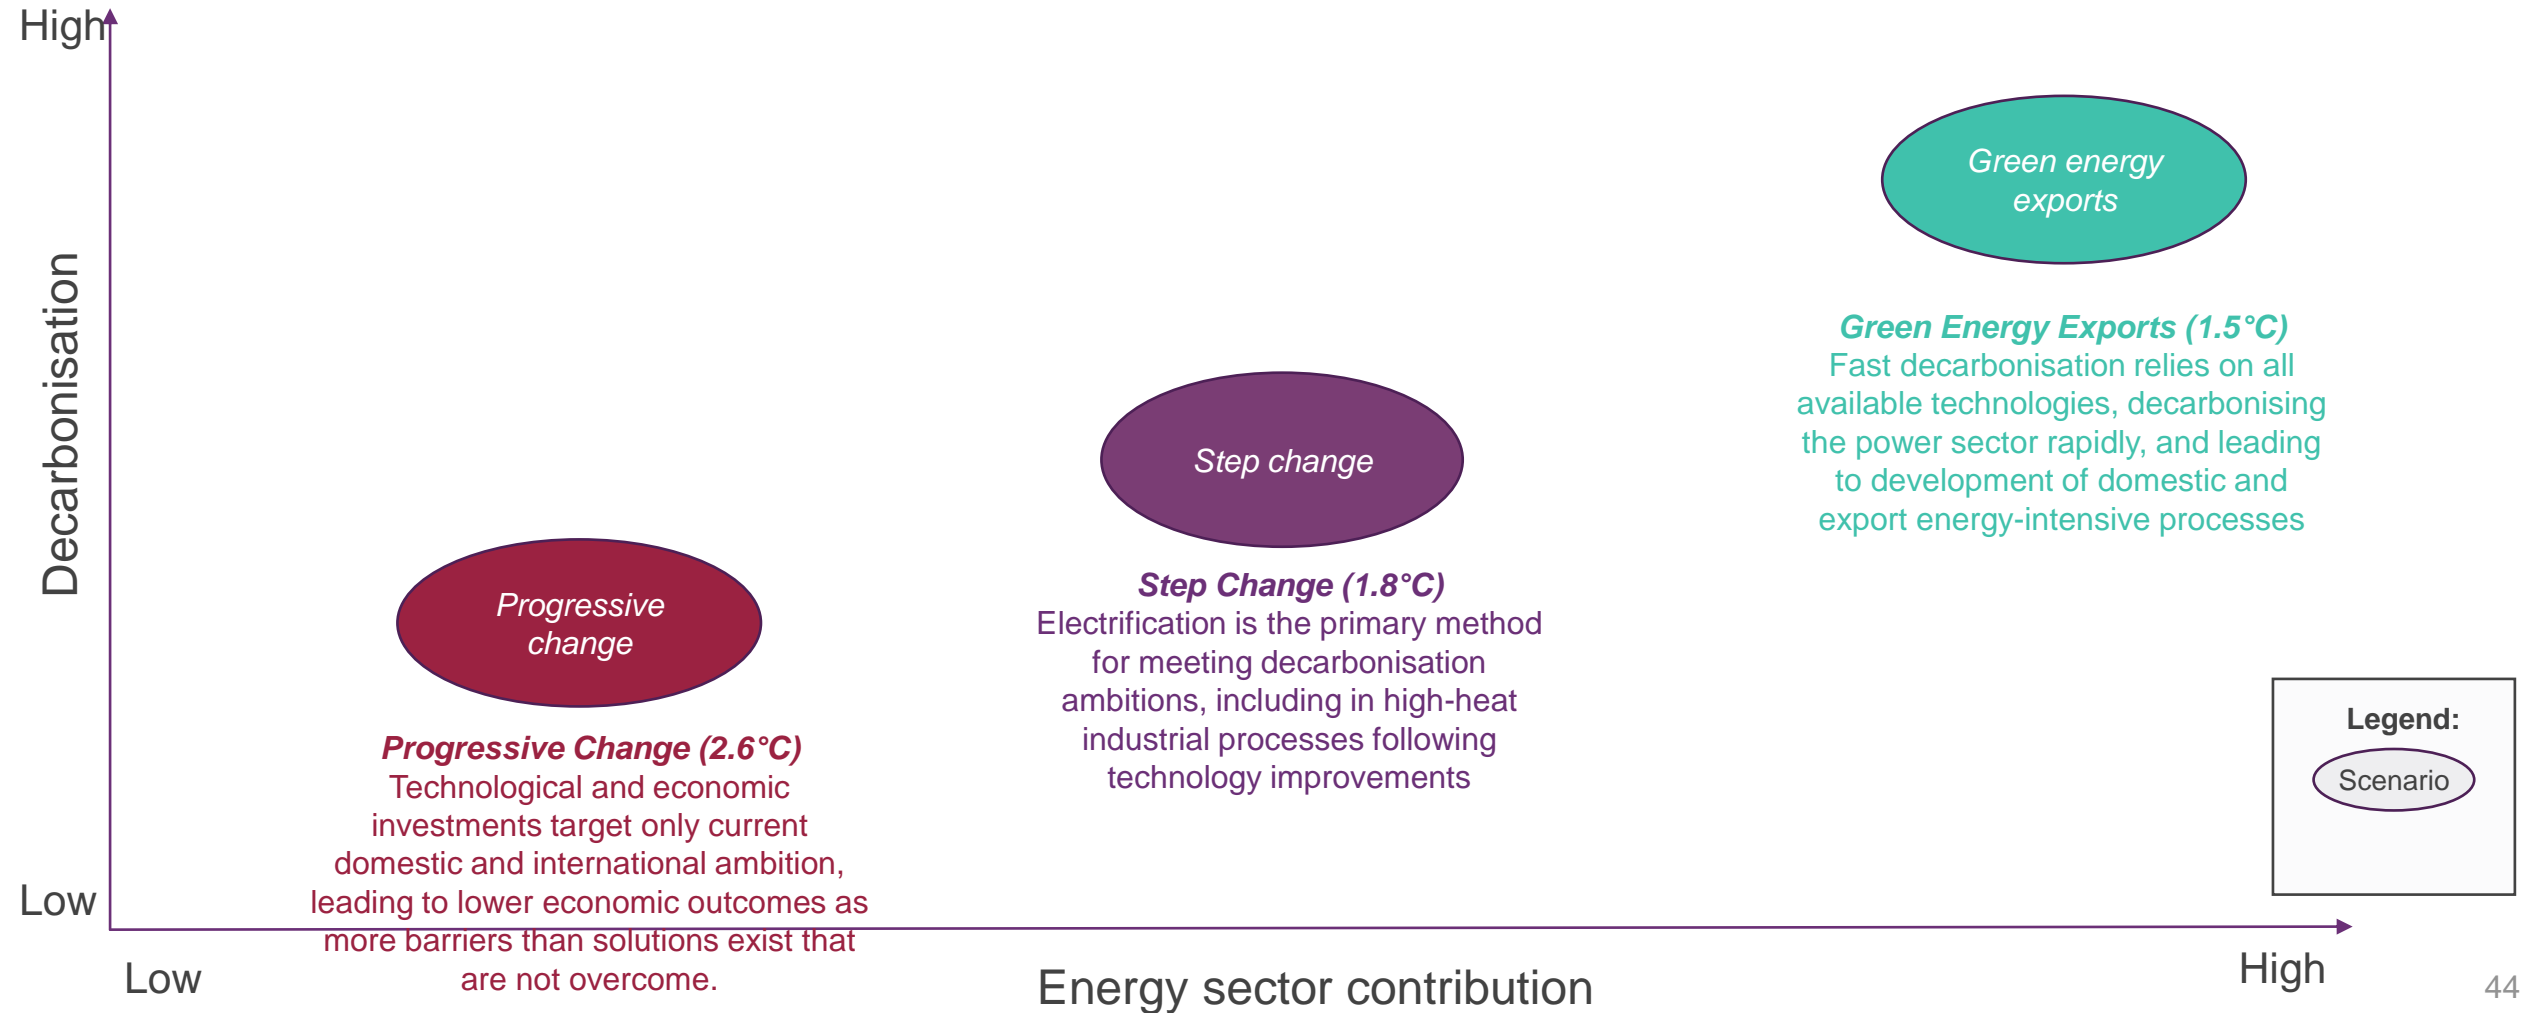 High
Decarbonisation
Low
Green energy
exports
Green Energy Exports (1.5°C)
Fast decarbonisation relies on all
available technologies, decarbonising
the power sector rapidly, and leading
to development of domestic and
export energy-intensive processes
Step change
Step Change (1.8°C)
Electrification is the primary method
for meeting decarbonisation
ambitions, including in high-heat
industrial processes following
technology improvements
Progressive
change
Progressive Change (2.6°C)
Technological and economic
investments target only current
domestic and international ambition,
leading to lower economic outcomes as
more barriers than solutions exist that
are not overcome.
Legend:
Scenario
Low
Energy sector contribution
High
44